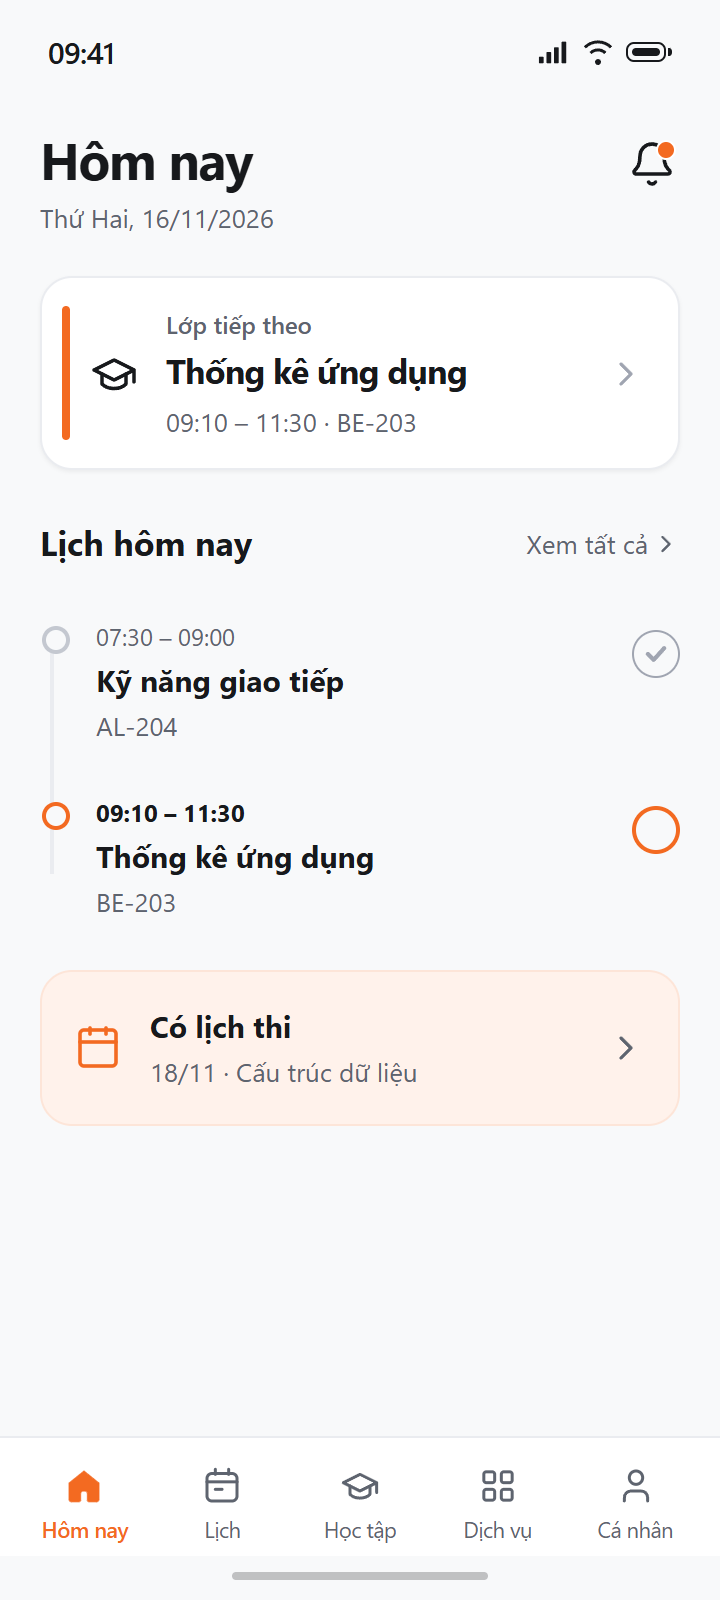 09:41
Hôm nay
Thứ Hai, 16/11/2026
Lớp tiếp theo
Thống kê ứng dụng
09:10 – 11:30 · BE-203
Lịch hôm nay
Xem tất cả
07:30 – 09:00
Kỹ năng giao tiếp
AL-204
09:10 – 11:30
Thống kê ứng dụng
BE-203
Có lịch thi
18/11 · Cấu trúc dữ liệu
Hôm nay
Lịch
Học tập
Dịch vụ
Cá nhân